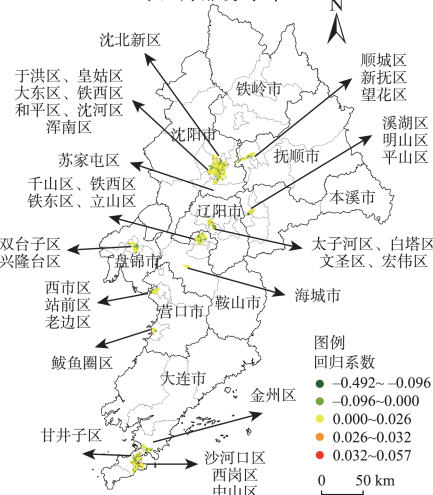 N
沈北新区
于洪区、皇姑区
大东区、铁西区
和平区、沈河区
浑南区
顺城区
新抚区
望花区
铁岭市
沈阳市
溪湖区
明山区
平山区
苏家屯区
抚顺市
千山区、铁西区
铁东区、立山区
本溪市
辽阳市
双台子区
兴隆台区
太子河区、白塔区
文圣区、宏伟区
盘锦市
西市区
站前区
老边区
海城市
鞍山市
营口市
鲅鱼圈区
大连市
图例
回归系数
−0.492~ −0.096
−0.096~0.000
0.000~0.026
0.026~0.032
0.032~0.057
金州区
甘井子区
沙河口区
西岗区
中山区
0 50 km